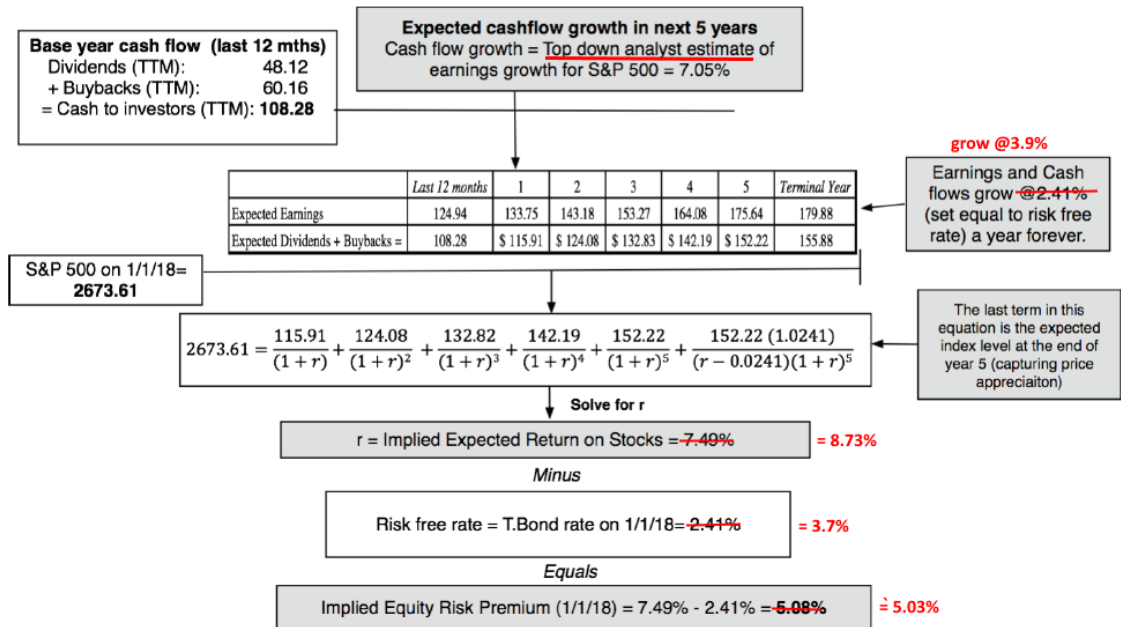 Expected cashflow growth in next 5 years
Cash flow growth = Top down analyst estimate of
earnings growth for S&P 500 = 7.05%
Base year cash flow (last 12 mths)
Dividends (TTM): 48.12
+ Buybacks (TTM): 60.16
= Cash to investors (TTM): 108.28
grow @3.9%
Earnings and Cash
flows grow @2.41%
(set equal to risk free
rate) a year forever.
Last 12 months 1 2 3 4 5 Terminal Year
Expected Earnings 124.94 133.75 143.18 153.27 164.08 175.64 179.88
Expected Dividends + Buybacks = 108.28 $ 115.91 $ 124.08 $ 132.83 $ 142.19 $ 152.22 155.88
S&P 500 on 1/1/18=
2673.61
2673.61 = 115.91/(1 + r) + 124.08/(1 + r)² + 132.82/(1 + r)³ + 142.19/(1 + r)⁴ + 152.22/(1 + r)⁵ + 152.22 (1.0241)/(r − 0.0241)(1 + r)⁵
The last term in this
equation is the expected
index level at the end of
year 5 (capturing price
appreciaiton)
Solve for r
r = Implied Expected Return on Stocks = 7.49% = 8.73%
Minus
Risk free rate = T.Bond rate on 1/1/18= 2.41% = 3.7%
Equals
Implied Equity Risk Premium (1/1/18) = 7.49% - 2.41% = 5.08% = 5.03%